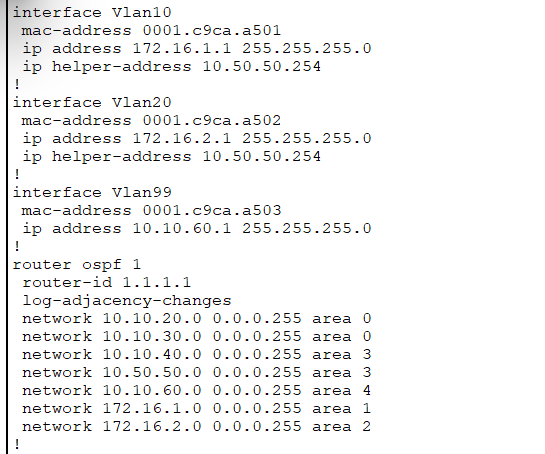 interface Vlan10
mac-address 0001.c9ca.a501
ip address 172.16.1.1 255.255.255.0
ip helper-address 10.50.50.254
!
interface Vlan20
mac-address 0001.c9ca.a502
ip address 172.16.2.1 255.255.255.0
ip helper-address 10.50.50.254
!
interface Vlan99
mac-address 0001.c9ca.a503
ip address 10.10.60.1 255.255.255.0
!
router ospf 1
router-id 1.1.1.1
log-adjacency-changes
network 10.10.20.0 0.0.0.255 area 0
network 10.10.30.0 0.0.0.255 area 0
network 10.10.40.0 0.0.0.255 area 3
network 10.50.50.0 0.0.0.255 area 3
network 10.10.60.0 0.0.0.255 area 4
network 172.16.1.0 0.0.0.255 area 1
network 172.16.2.0 0.0.0.255 area 2
!